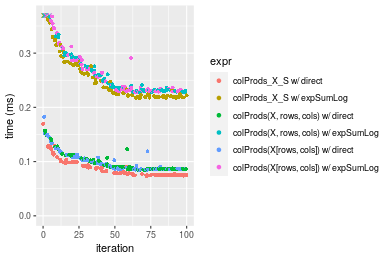 0.3
0.2
0.1
0.0
time (ms)
0
25
50
75
100
iteration
expr
colProds_X_S w/ direct
colProds_X_S w/ expSumLog
colProds(X, rows, cols) w/ direct
colProds(X, rows, cols) w/ expSumLog
colProds(X[rows, cols]) w/ direct
colProds(X[rows, cols]) w/ expSumLog